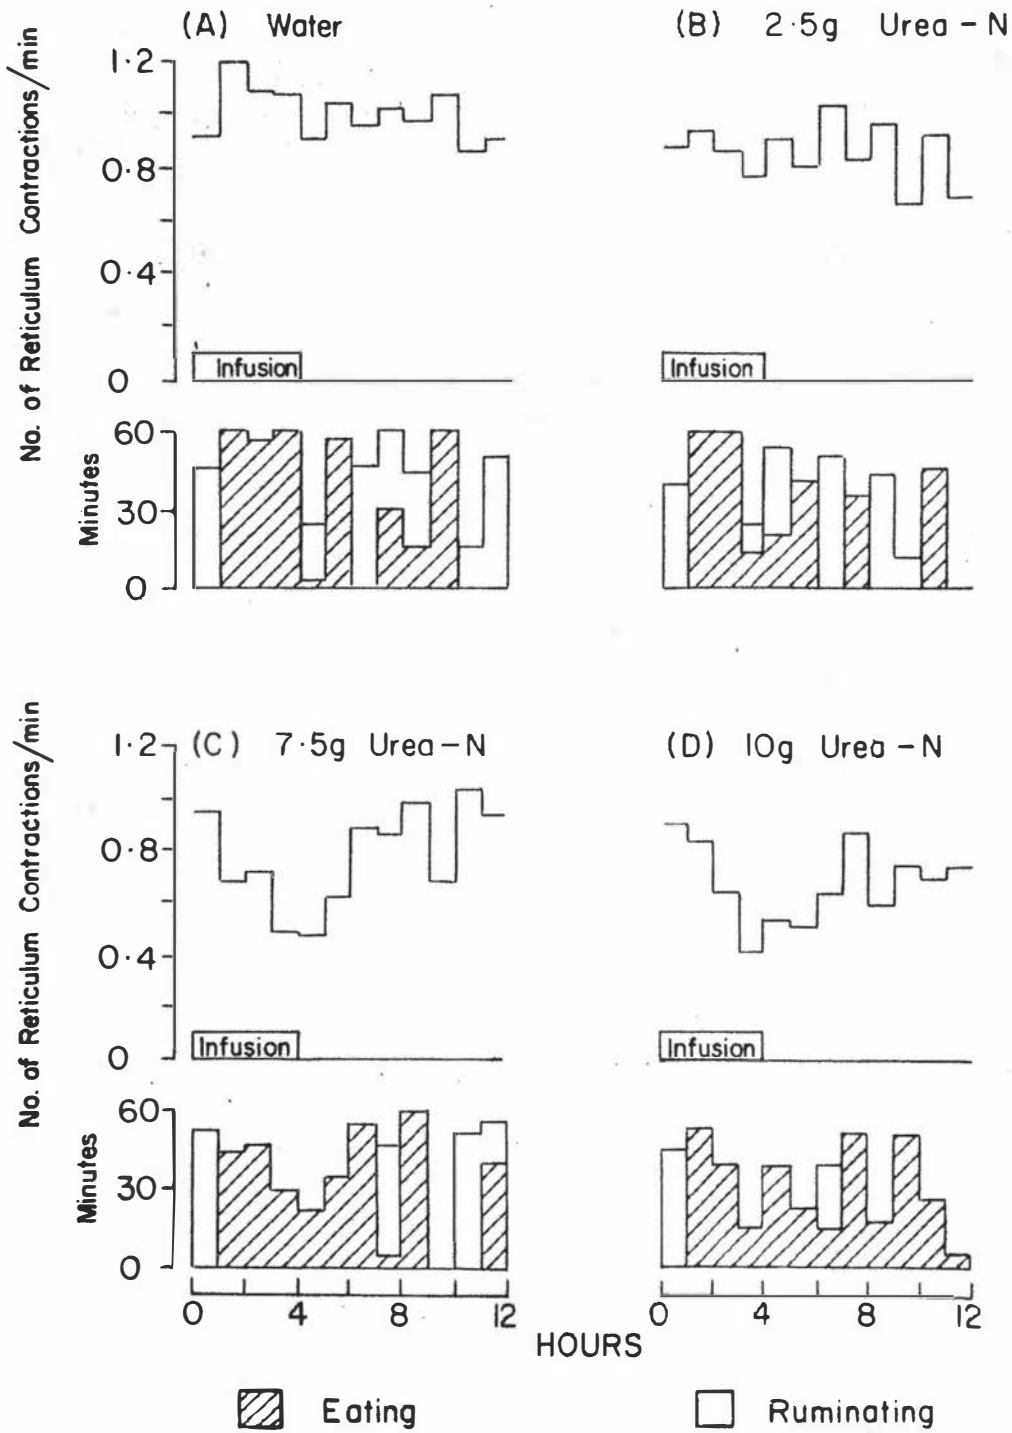 (A) Water
(B) 2·5g Urea-N
No. of Reticulum Contractions/min
1·2
0·8
0·4
0
Infusion
Infusion
Minutes
60
30
0
(C) 7·5g Urea-N
(D) 10g Urea-N
No. of Reticulum Contractions/min
1·2
0·8
0·4
0
Infusion
Infusion
Minutes
60
30
0
0 4 8 12
0 4 8 12
HOURS
Eating
Ruminating